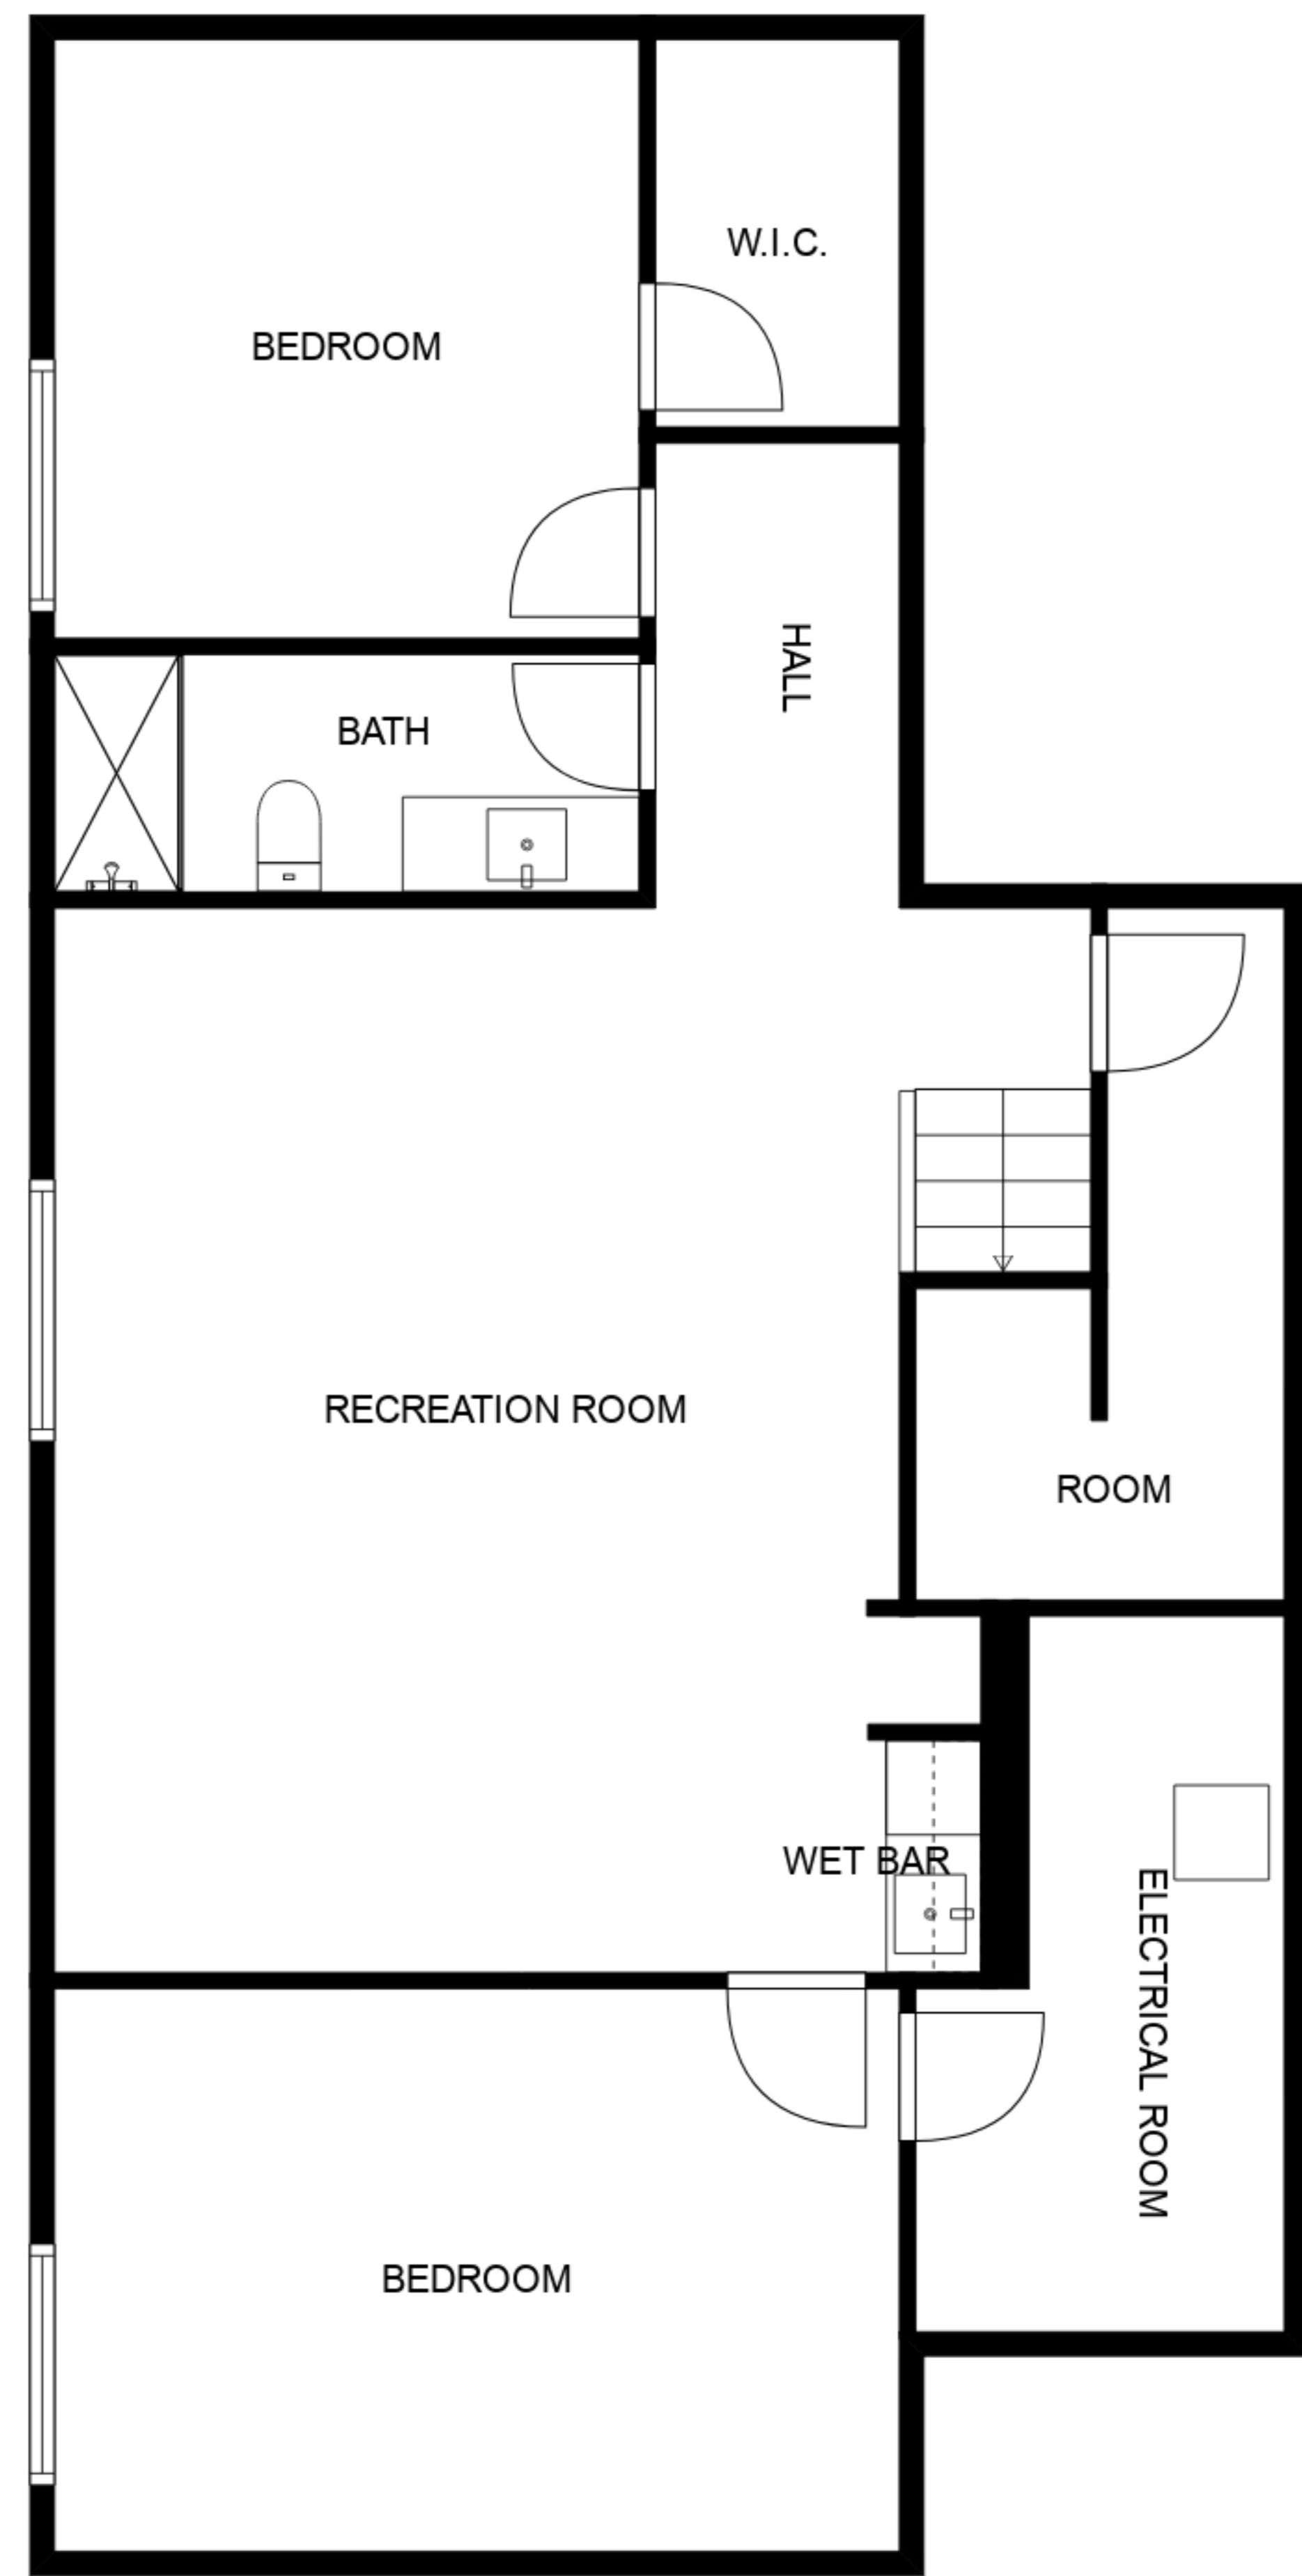 W.I.C.
BEDROOM
HALL
BATH
RECREATION ROOM
ROOM
WET BAR
ELECTRICAL ROOM
BEDROOM